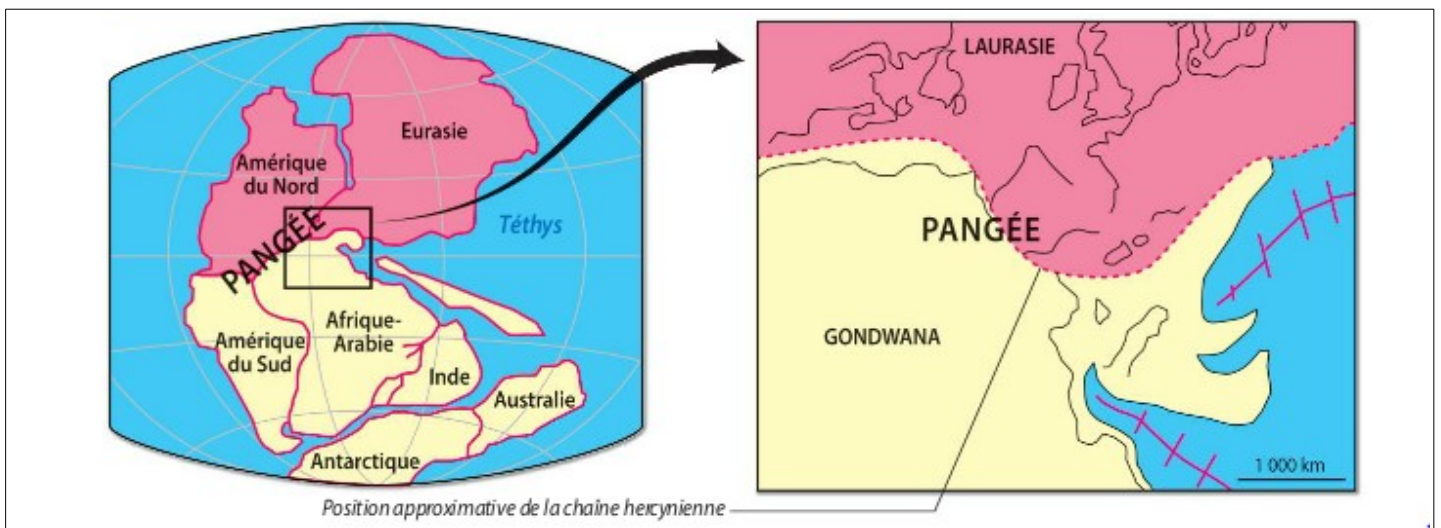 Eurasie
Amérique
du Nord
PANGÉE
Téthys
Amérique
du Sud
Afrique-
Arabie
Inde
Australie
Antarctique
LAURASIE
PANGÉE
GONDWANA
1 000 km
Position approximative de la chaîne hercynienne